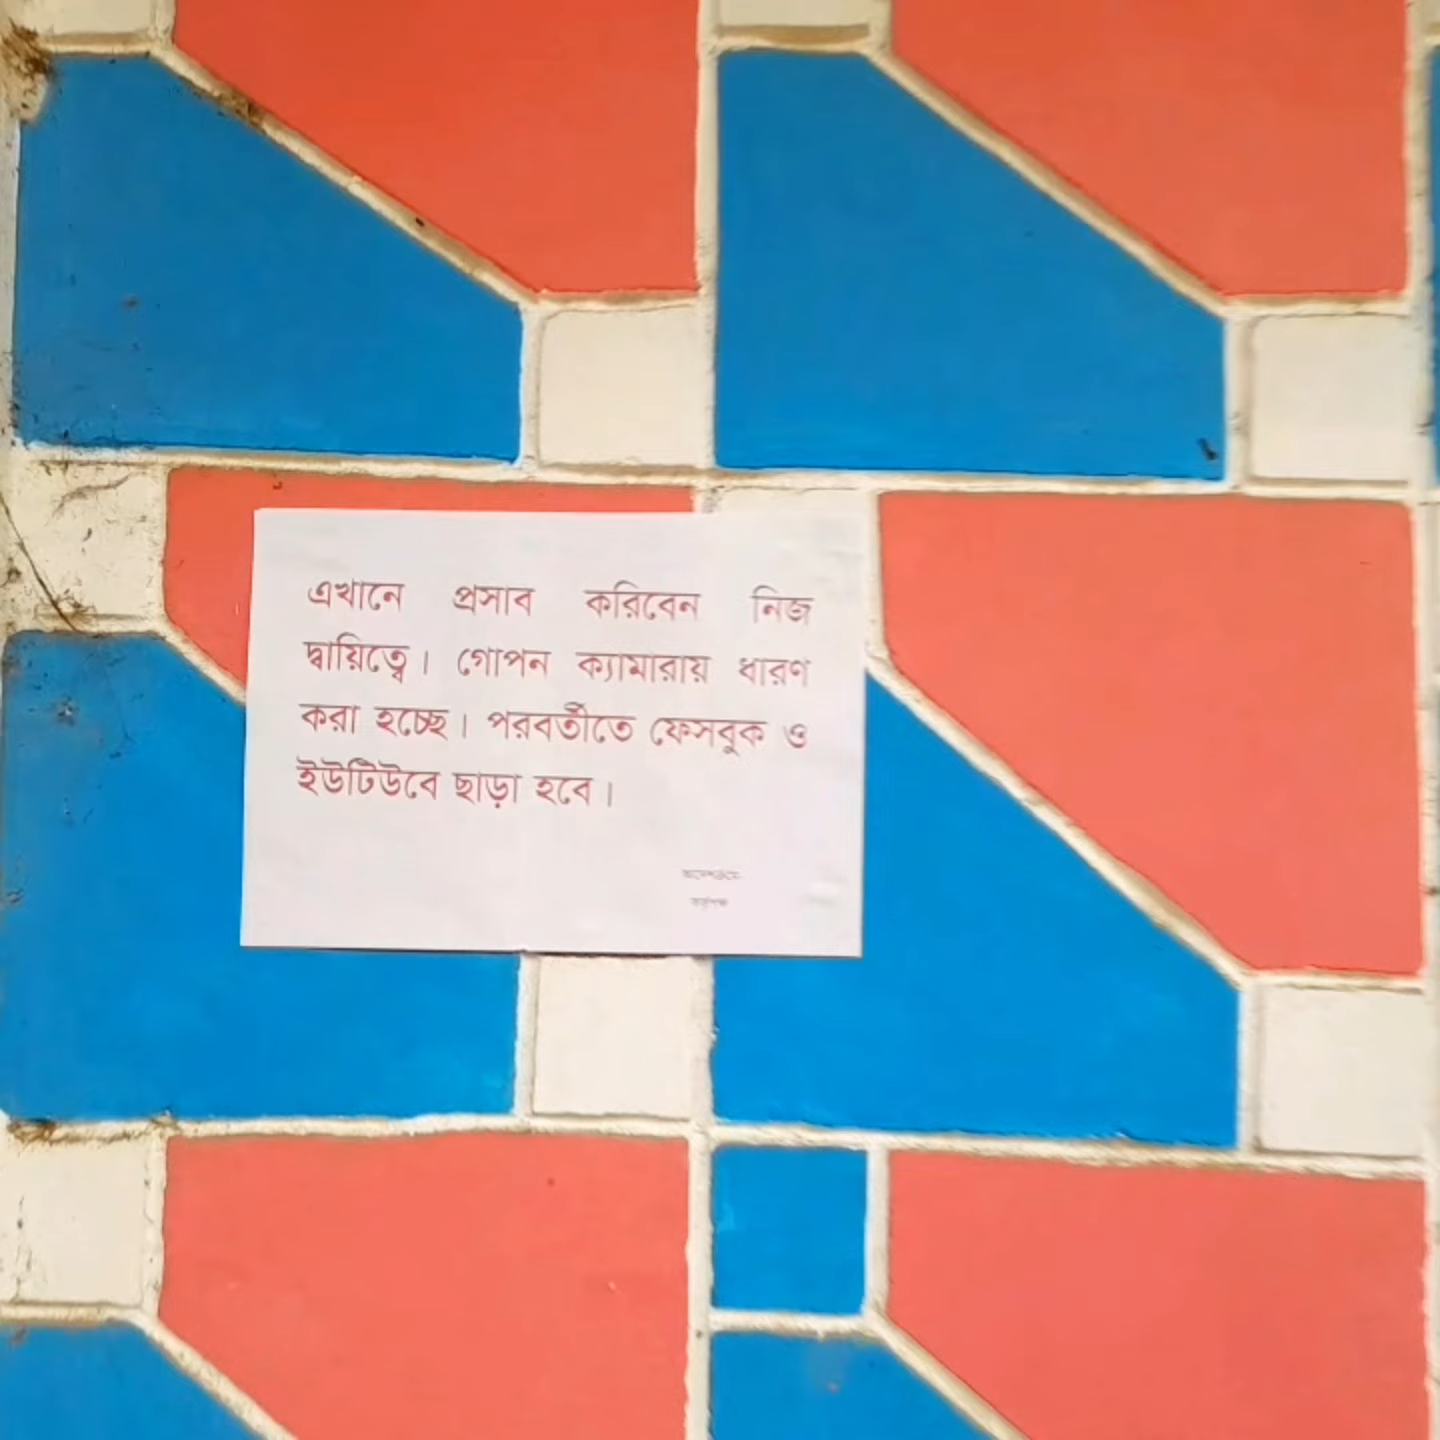 এখানে প্রসাব করিবেন নিজ
দ্বায়িত্বে। গোপন ক্যামারায় ধারণ
করা হচ্ছে। পরবর্তীতে ফেসবুক ও
ইউটিউবে ছাড়া হবে।